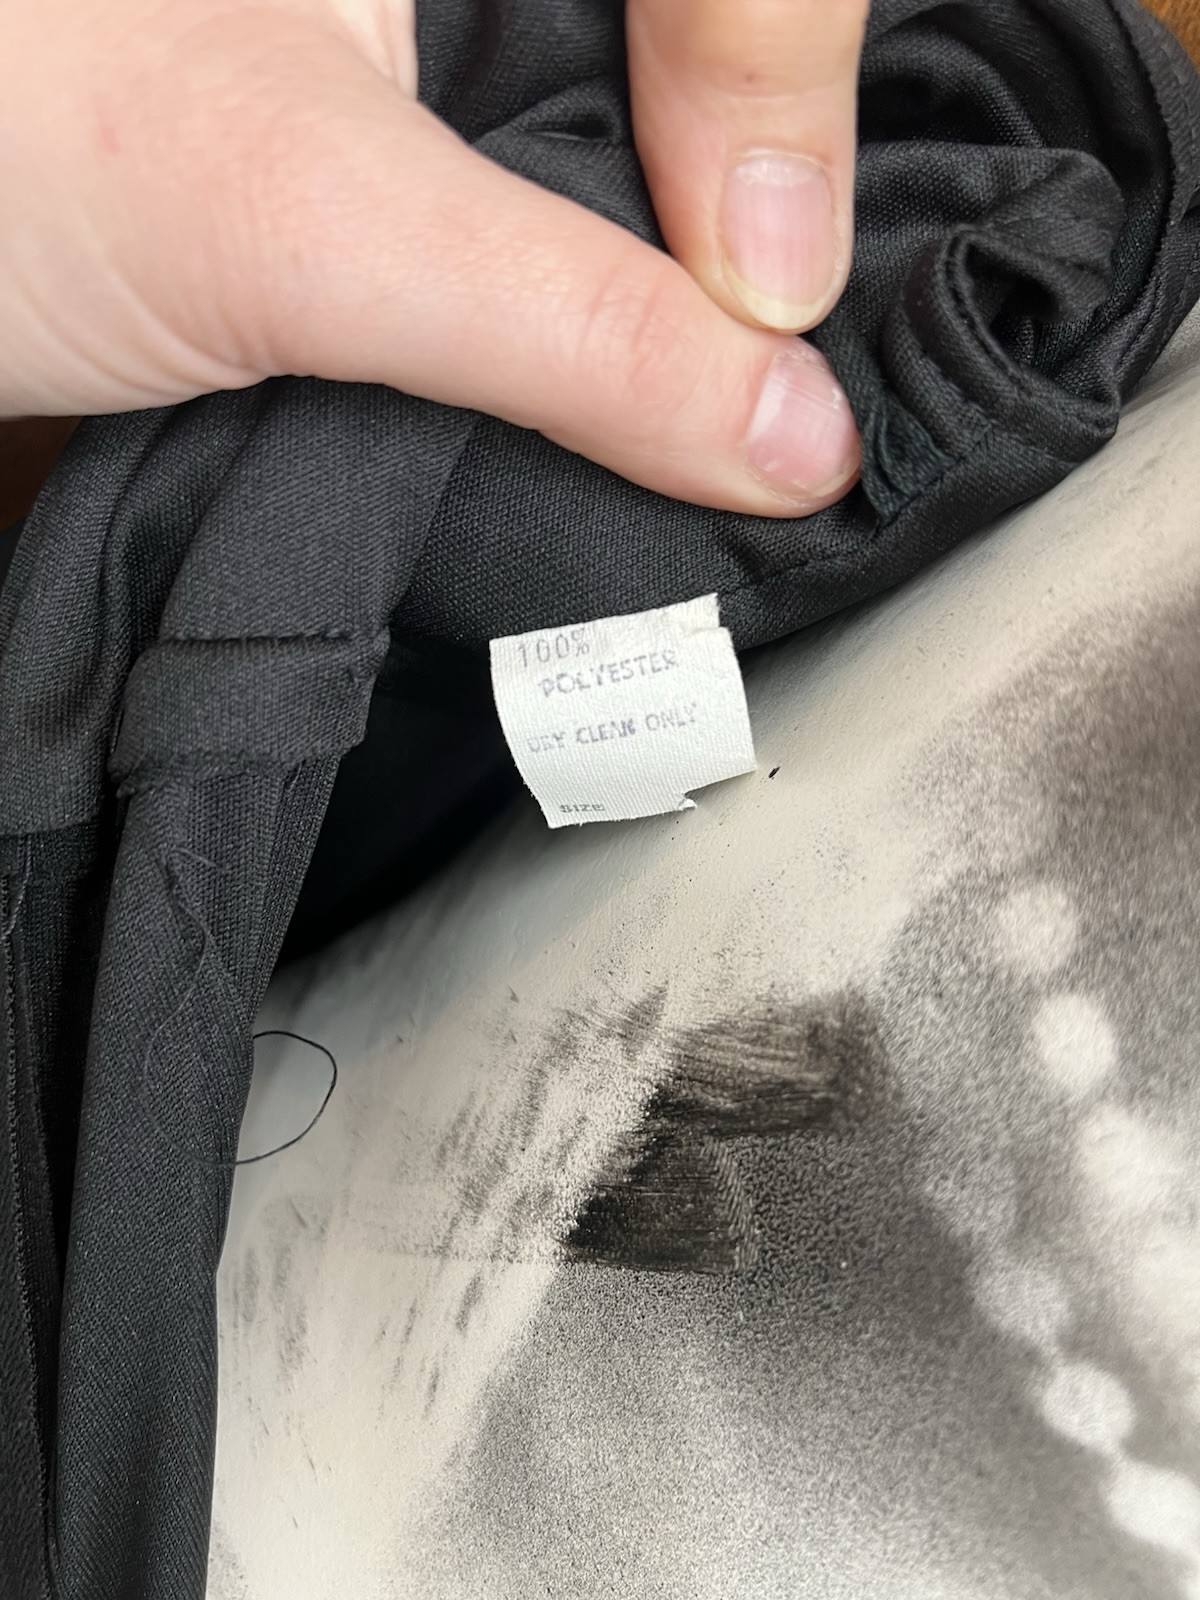 100%
POLYESTER
DRY CLEAN ONLY
SIZE